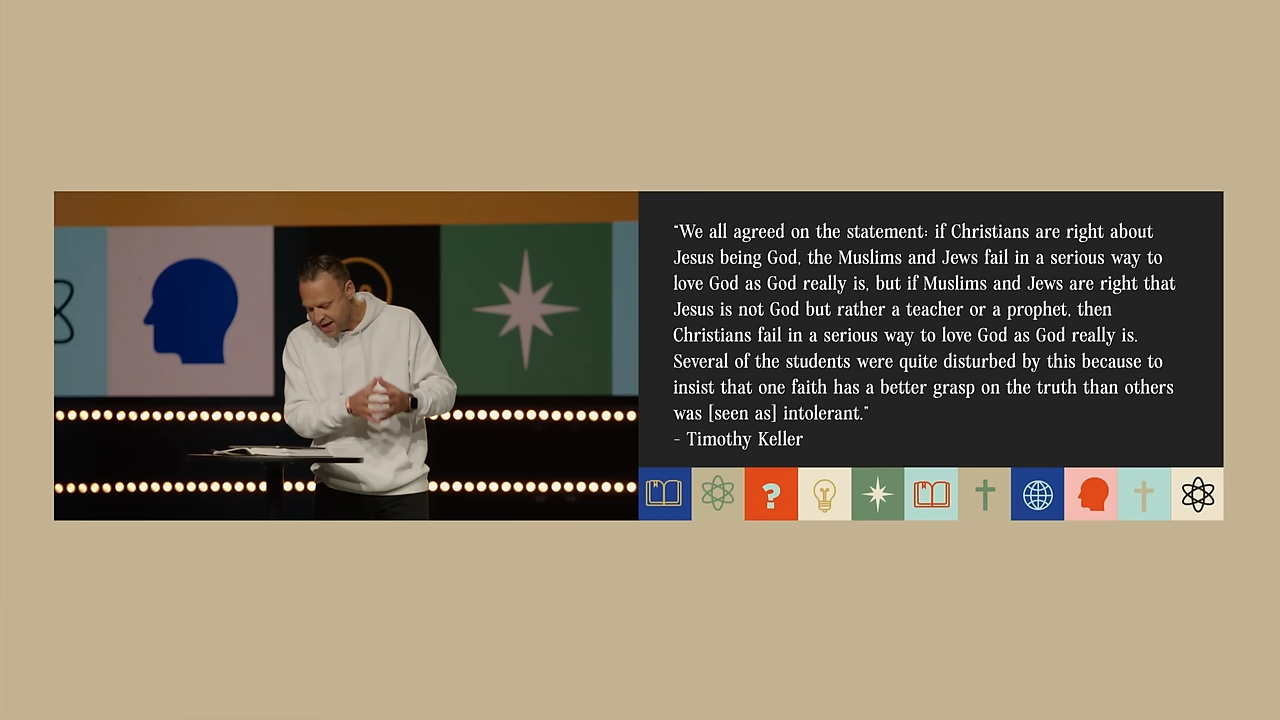 "We all agreed on the statement: if Christians are right about
Jesus being God, the Muslims and Jews fail in a serious way to
love God as God really is, but if Muslims and Jews are right that
Jesus is not God but rather a teacher or a prophet, then
Christians fail in a serious way to love God as God really is.
Several of the students were quite disturbed by this because to
insist that one faith has a better grasp on the truth than others
was [seen as] intolerant."
- Timothy Keller
?